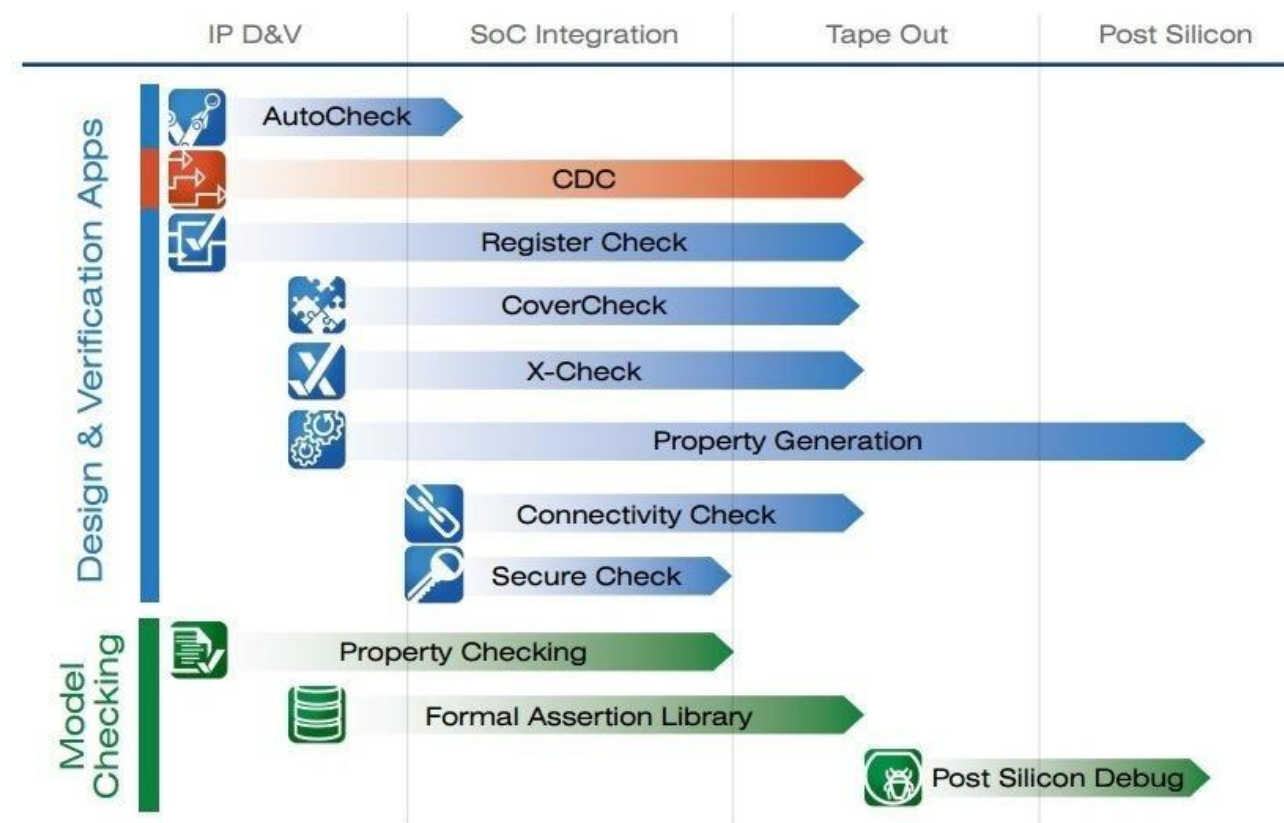 IP D&V
SoC Integration
Tape Out
Post Silicon
Design & Verification Apps
AutoCheck
CDC
Register Check
CoverCheck
X-Check
Property Generation
Connectivity Check
Secure Check
Model
Checking
Property Checking
Formal Assertion Library
Post Silicon Debug